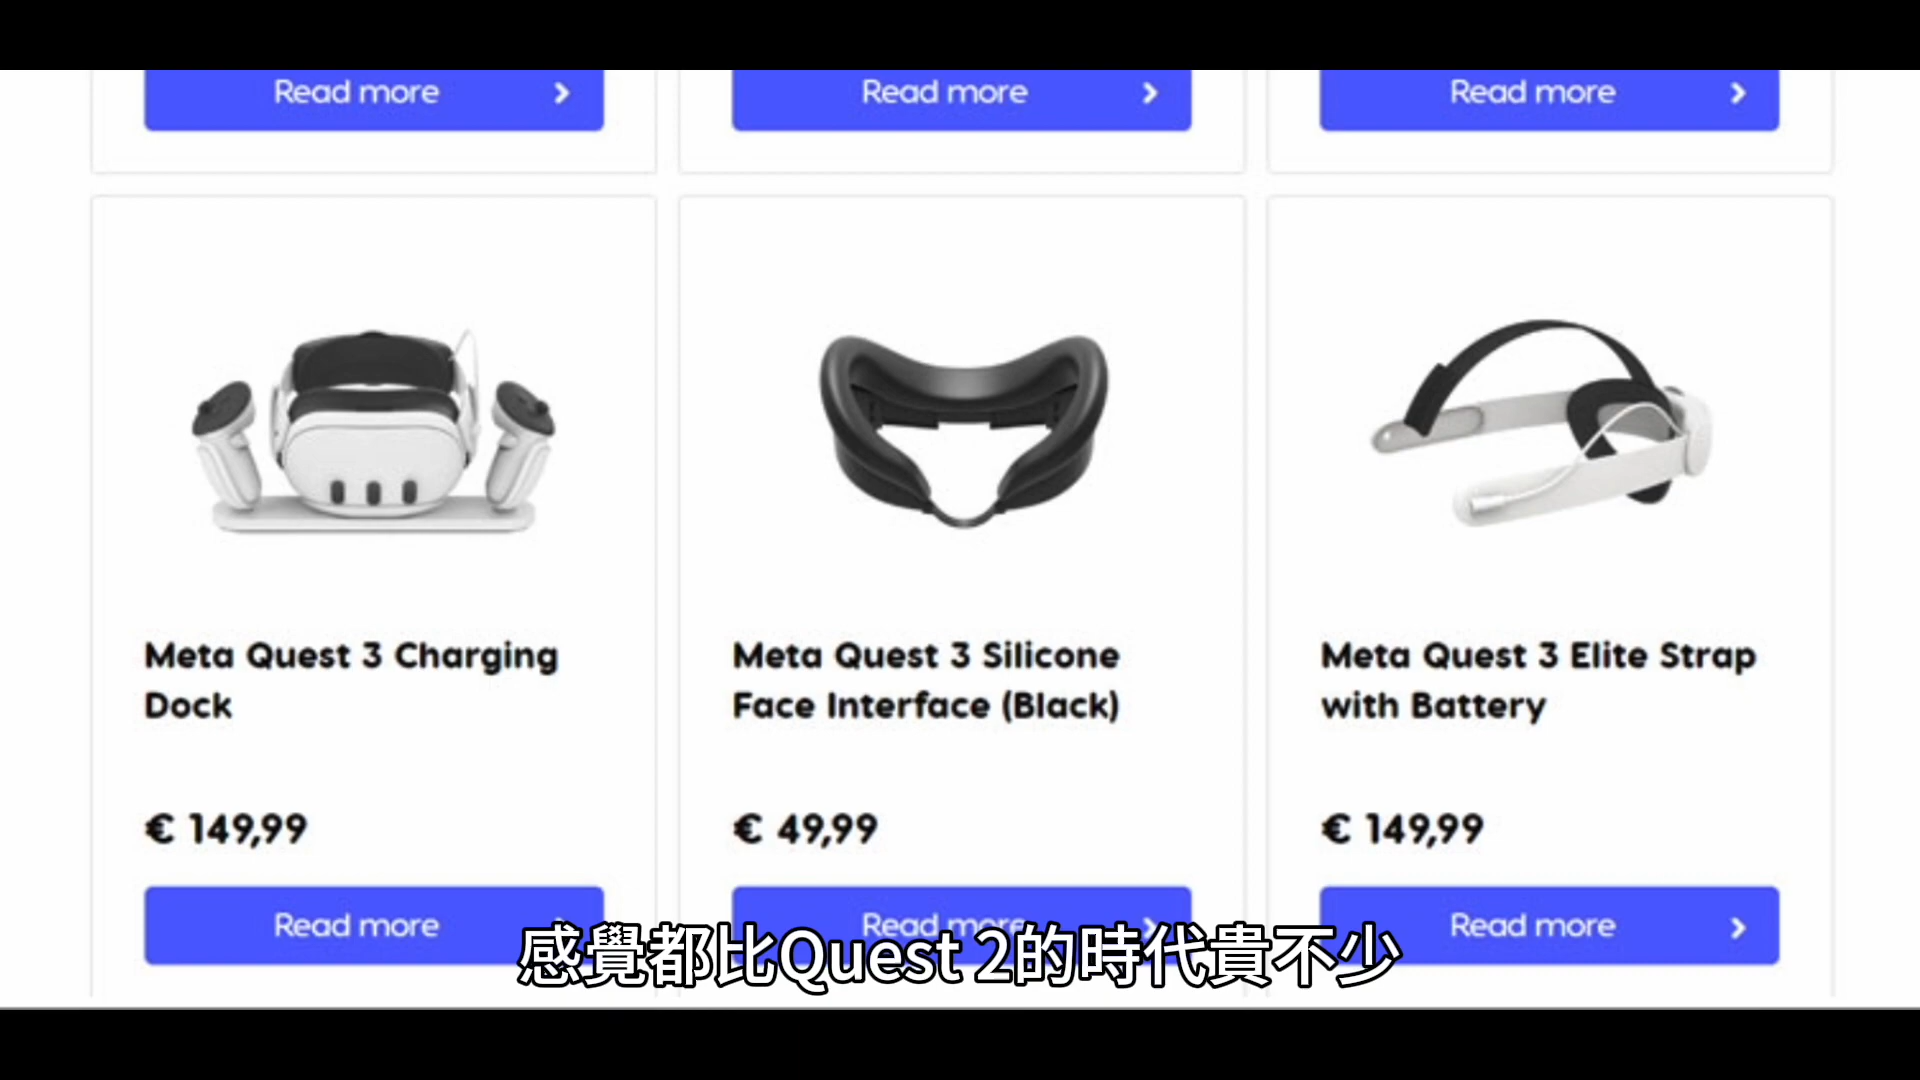 Read more
Read more
Read more
Meta Quest 3 Charging
Dock
€ 149,99
Read more
Meta Quest 3 Silicone
Face Interface (Black)
€ 49,99
Read more
Meta Quest 3 Elite Strap
with Battery
€ 149,99
Read more
感覺都比Quest 2的時代貴不少